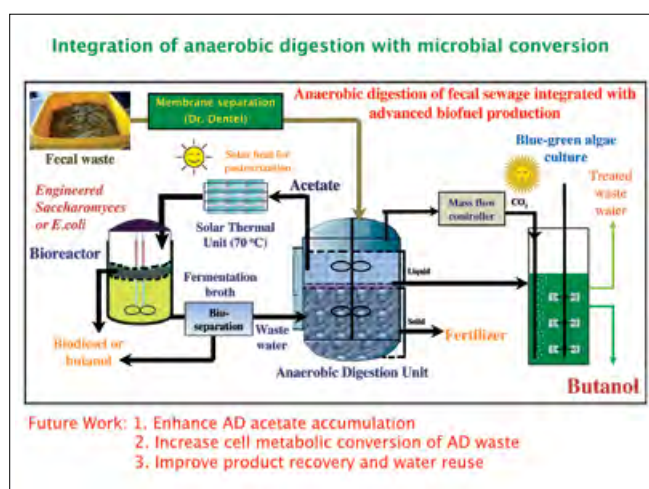 Integration of anaerobic digestion with microbial conversion
Membrane separation
(Dr. Dentel)
Anaerobic digestion of fecal sewage integrated with
advanced biofuel production
Fecal waste
Blue-green algae
culture
Solar heat for
pasteurization
Treated
waste
water
Engineered
Saccharomyces
or E.coli
Acetate
Mass flow
controller
CO2
Solar Thermal
Unit (70 °C)
Bioreactor
Liquid
Fermentation
broth
Bio-
separation
Waste
water
Solid
Fertilizer
Biodiesel or
butanol
Anaerobic Digestion Unit
Butanol
Future Work: 1. Enhance AD acetate accumulation
2. Increase cell metabolic conversion of AD waste
3. Improve product recovery and water reuse